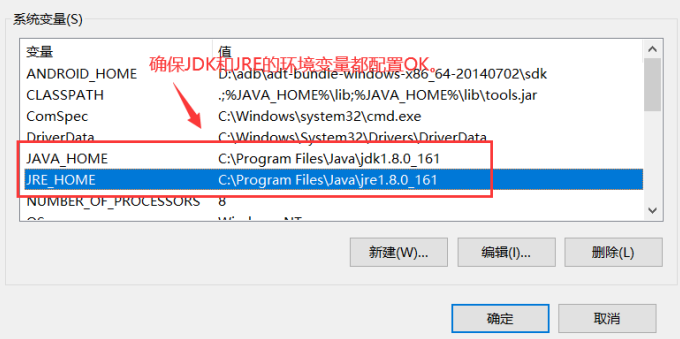 系统变量(S)
变量 值
确保JDK和JRE的环境变量都配置OK。
ANDROID_HOME D:\adb\adt-bundle-windows-x86_64-20140702\sdk
CLASSPATH .;%JAVA_HOME%\lib;%JAVA_HOME%\lib\tools.jar
ComSpec C:\Windows\system32\cmd.exe
DriverData C:\Windows\System32\Drivers\DriverData
JAVA_HOME C:\Program Files\Java\jdk1.8.0_161
JRE_HOME C:\Program Files\Java\jre1.8.0_161
NUMBER_OF_PROCESSORS 8
OS Windows_NT
新建(W)... 编辑(I)... 删除(L)
确定 取消